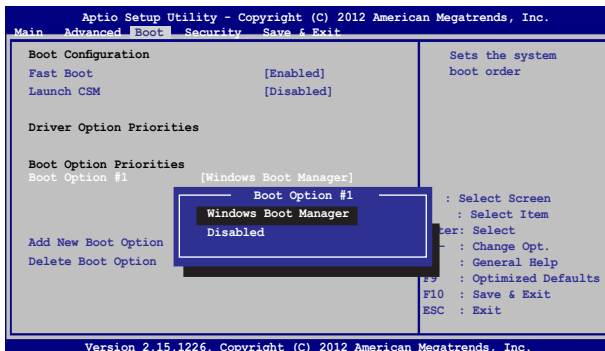 Aptio Setup Utility - Copyright (C) 2012 American Megatrends, Inc.
Main Advanced Boot Security Save & Exit
Boot Configuration
Fast Boot [Enabled]
Launch CSM [Disabled]
Driver Option Priorities
Boot Option Priorities
Boot Option #1 [Windows Boot Manager]
Boot Option #1
Windows Boot Manager
Disabled
Add New Boot Option
Delete Boot Option
Sets the system
boot order
: Select Screen
: Select Item
ter: Select
: Change Opt.
: General Help
F9 : Optimized Defaults
F10 : Save & Exit
ESC : Exit
Version 2.15.1226. Copyright (C) 2012 American Megatrends, Inc.